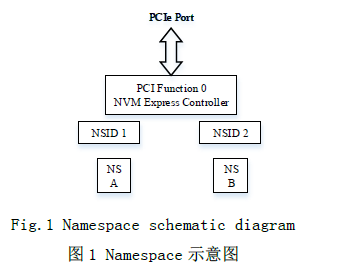 PCIe Port
PCI Function 0
NVM Express Controller
NSID 1
NSID 2
NS
A
NS
B
Fig.1 Namespace schematic diagram
图 1 Namespace 示意图